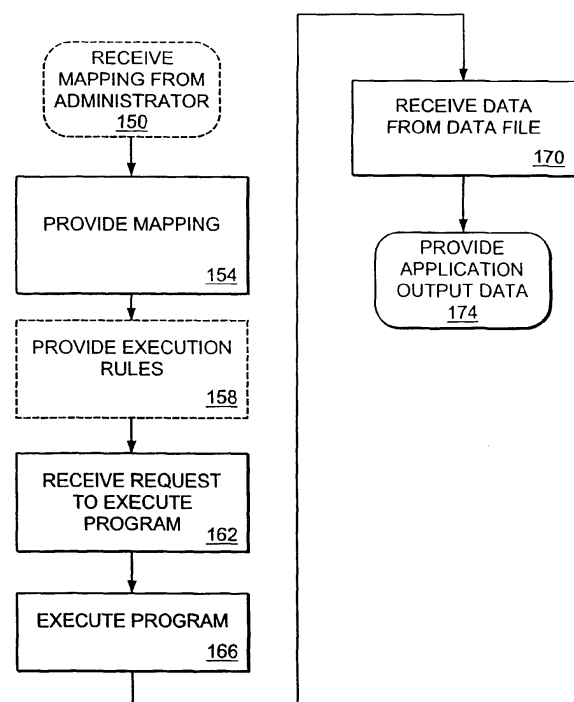 RECEIVE
MAPPING FROM
ADMINISTRATOR
150
PROVIDE MAPPING
154
PROVIDE EXECUTION
RULES
158
RECEIVE REQUEST
TO EXECUTE
PROGRAM
162
EXECUTE PROGRAM
166
RECEIVE DATA
FROM DATA FILE
170
PROVIDE
APPLICATION
OUTPUT DATA
174